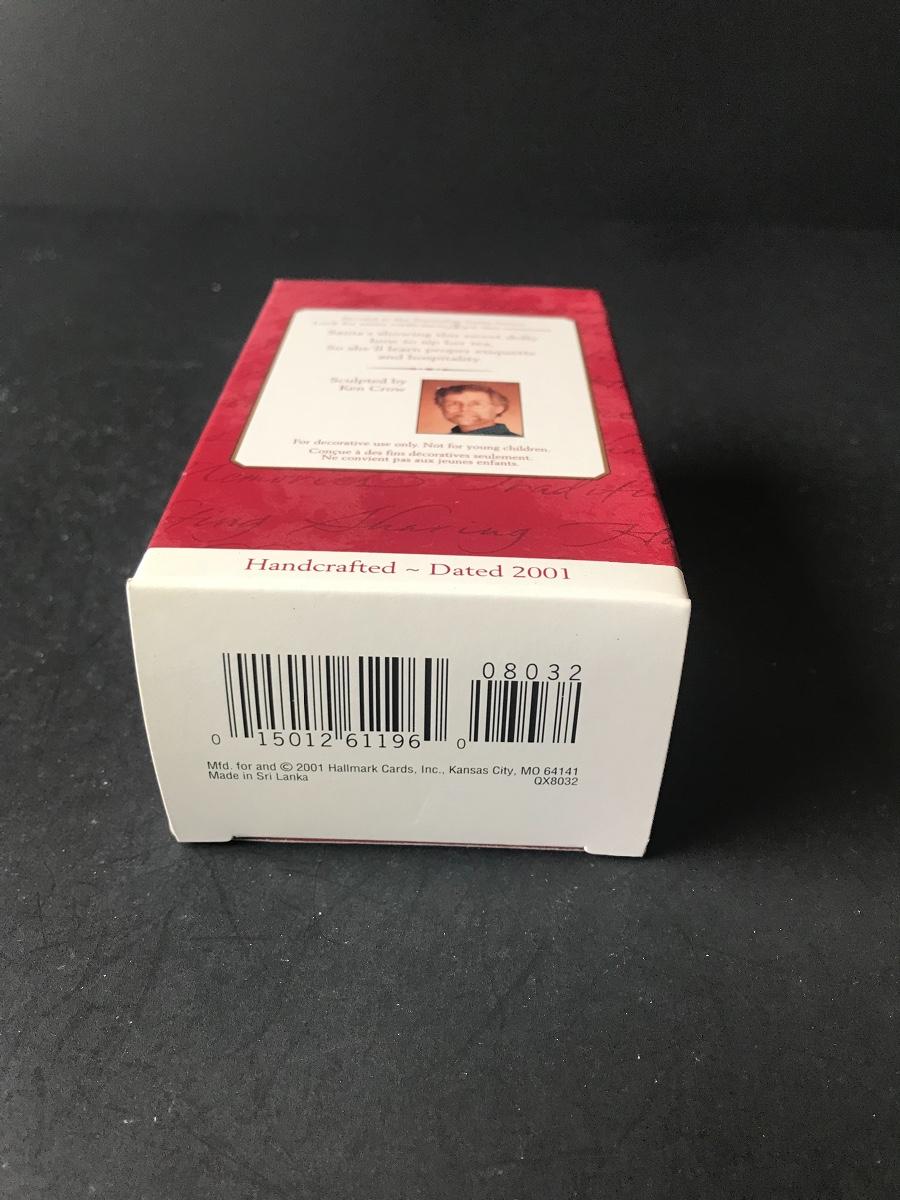 Santa's showing this sweet dolly
how to sip her tea,
So she'll learn proper etiquette
and hospitality.
Sculpted by
Ken Crow
For decorative use only. Not for young children.
Conçue à des fins décoratives seulement.
Ne convient pas aux jeunes enfants.
Sharing
Handcrafted ~ Dated 2001
08032
0 15012 61196 0
Mfd. for and © 2001 Hallmark Cards, Inc., Kansas City, MO 64141
Made in Sri Lanka QX8032